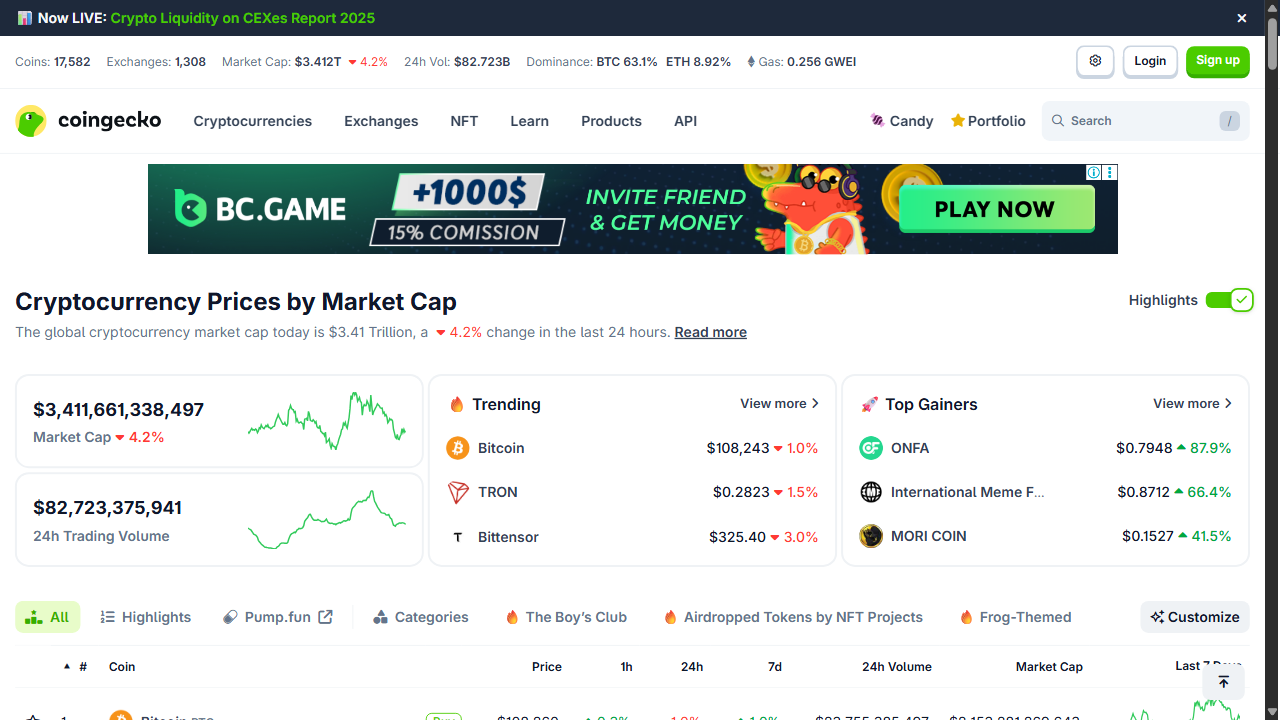 Now LIVE: Crypto Liquidity on CEXes Report 2025
Coins: 17,582 Exchanges: 1,308 Market Cap: $3.412T 4.2% 24h Vol: $82.723B Dominance: BTC 63.1% ETH 8.92% Gas: 0.256 GWEI Login Sign up
coingecko Cryptocurrencies Exchanges NFT Learn Products API Candy Portfolio Search /
BC.GAME +1000$ 15% COMISSION INVITE FRIEND & GET MONEY PLAY NOW
Cryptocurrency Prices by Market Cap Highlights
The global cryptocurrency market cap today is $3.41 Trillion, a 4.2% change in the last 24 hours. Read more
$3,411,661,338,497
Market Cap 4.2%
$82,723,375,941
24h Trading Volume
Trending View more
Bitcoin $108,243 1.0%
TRON $0.2823 1.5%
T Bittensor $325.40 3.0%
Top Gainers View more
ONFA $0.7948 87.9%
International Meme F... $0.8712 66.4%
MORI COIN $0.1527 41.5%
All Highlights Pump.fun Categories The Boy's Club Airdropped Tokens by NFT Projects Frog-Themed Customize
# Coin Price 1h 24h 7d 24h Volume Market Cap Last 7 Days
1 Bitcoin BTC